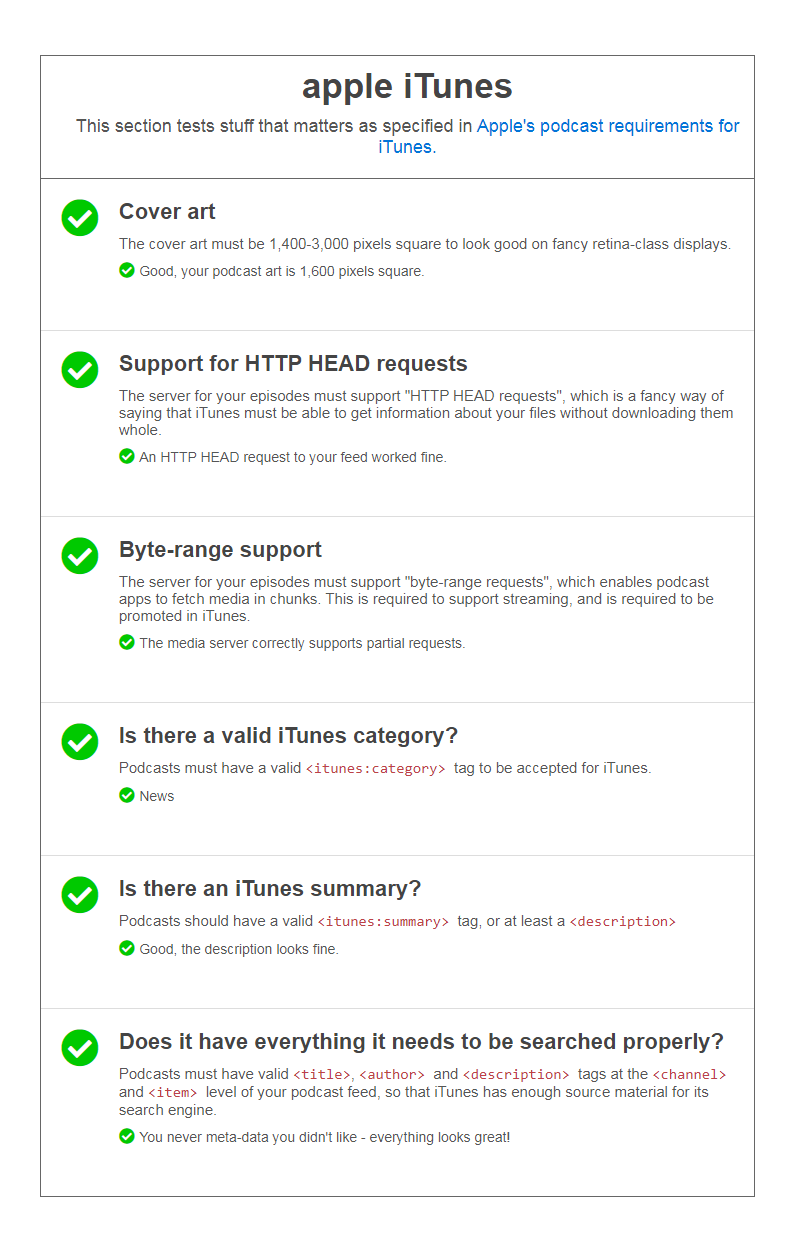 apple iTunes
This section tests stuff that matters as specified in Apple's podcast requirements for
iTunes.
Cover art
The cover art must be 1,400-3,000 pixels square to look good on fancy retina-class displays.
Good, your podcast art is 1,600 pixels square.
Support for HTTP HEAD requests
The server for your episodes must support "HTTP HEAD requests", which is a fancy way of
saying that iTunes must be able to get information about your files without downloading them
whole.
An HTTP HEAD request to your feed worked fine.
Byte-range support
The server for your episodes must support "byte-range requests", which enables podcast
apps to fetch media in chunks. This is required to support streaming, and is required to be
promoted in iTunes.
The media server correctly supports partial requests.
Is there a valid iTunes category?
Podcasts must have a valid <itunes:category> tag to be accepted for iTunes.
News
Is there an iTunes summary?
Podcasts should have a valid <itunes:summary> tag, or at least a <description>
Good, the description looks fine.
Does it have everything it needs to be searched properly?
Podcasts must have valid <title>, <author> and <description> tags at the <channel>
and <item> level of your podcast feed, so that iTunes has enough source material for its
search engine.
You never meta-data you didn't like - everything looks great!